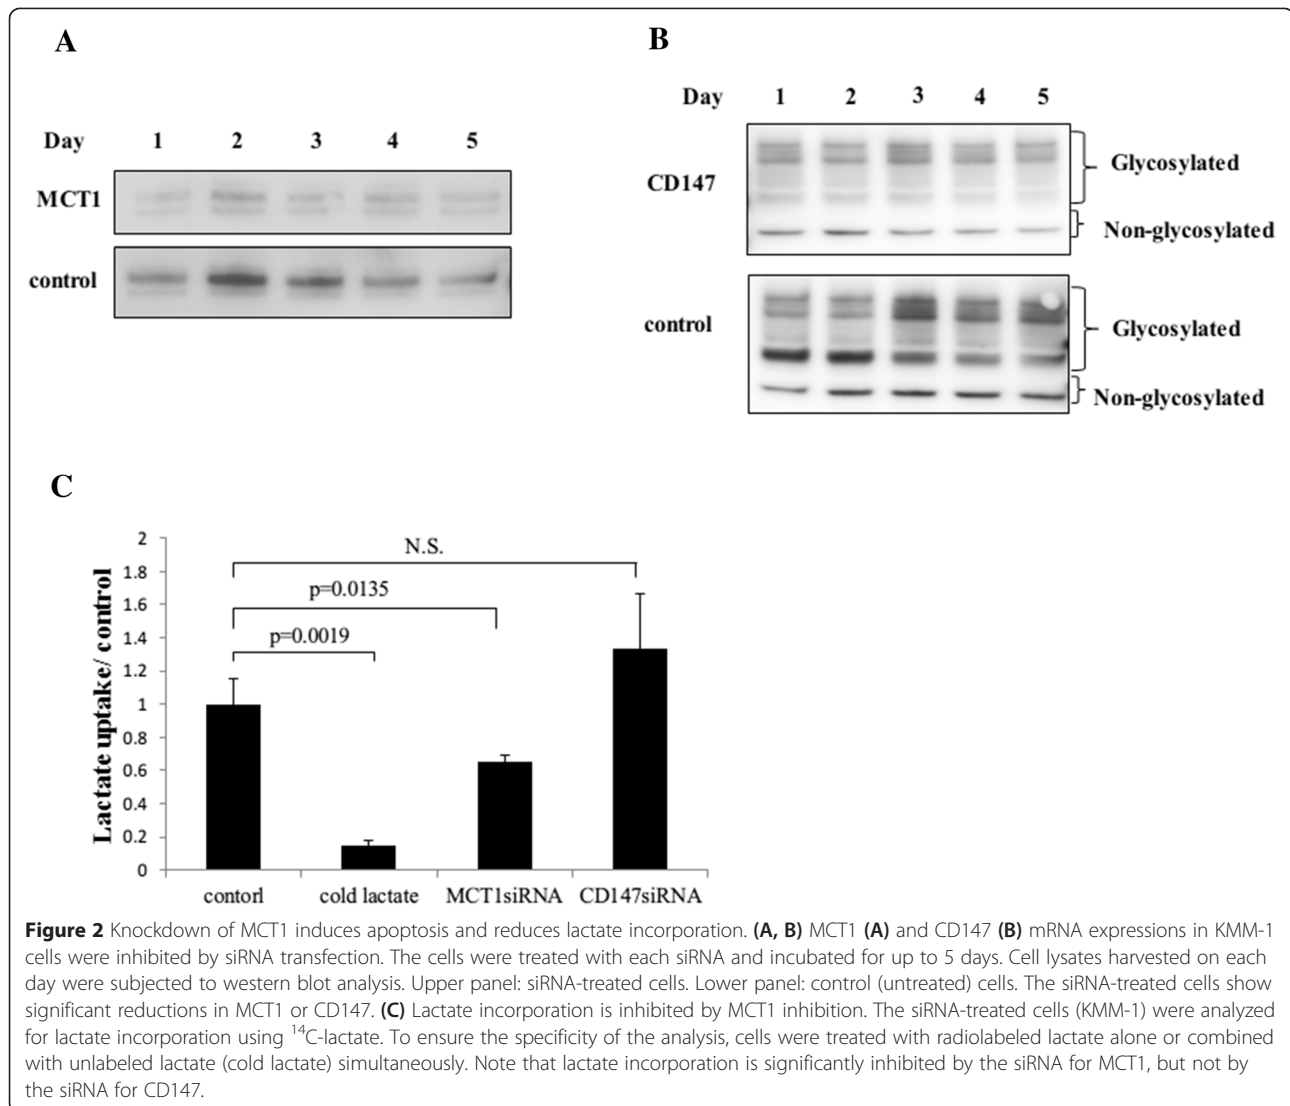 A
Day 1 2 3 4 5
MCT1
control
B
Day 1 2 3 4 5
CD147
Glycosylated
Non-glycosylated
control
Glycosylated
Non-glycosylated
C
Lactate uptake/ control
2
1.8
1.6
1.4
1.2
1
0.8
0.6
0.4
0.2
0
N.S.
p=0.0135
p=0.0019
contorl cold lactate MCT1siRNA CD147siRNA
Figure 2 Knockdown of MCT1 induces apoptosis and reduces lactate incorporation. (A, B) MCT1 (A) and CD147 (B) mRNA expressions in KMM-1
cells were inhibited by siRNA transfection. The cells were treated with each siRNA and incubated for up to 5 days. Cell lysates harvested on each
day were subjected to western blot analysis. Upper panel: siRNA-treated cells. Lower panel: control (untreated) cells. The siRNA-treated cells show
significant reductions in MCT1 or CD147. (C) Lactate incorporation is inhibited by MCT1 inhibition. The siRNA-treated cells (KMM-1) were analyzed
for lactate incorporation using ¹⁴C-lactate. To ensure the specificity of the analysis, cells were treated with radiolabeled lactate alone or combined
with unlabeled lactate (cold lactate) simultaneously. Note that lactate incorporation is significantly inhibited by the siRNA for MCT1, but not by
the siRNA for CD147.